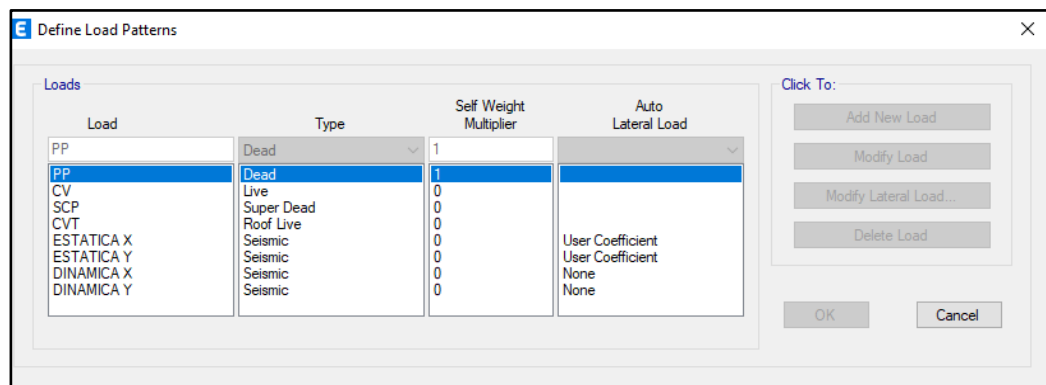 E Define Load Patterns
Loads
Click To:
Load Type Self Weight Multiplier Auto Lateral Load
PP Dead 1
PP Dead 1
CV Live 0
SCP Super Dead 0
CVT Roof Live 0
ESTATICA X Seismic 0 User Coefficient
ESTATICA Y Seismic 0 User Coefficient
DINAMICA X Seismic 0 None
DINAMICA Y Seismic 0 None
Add New Load
Modify Load
Modify Lateral Load...
Delete Load
OK Cancel